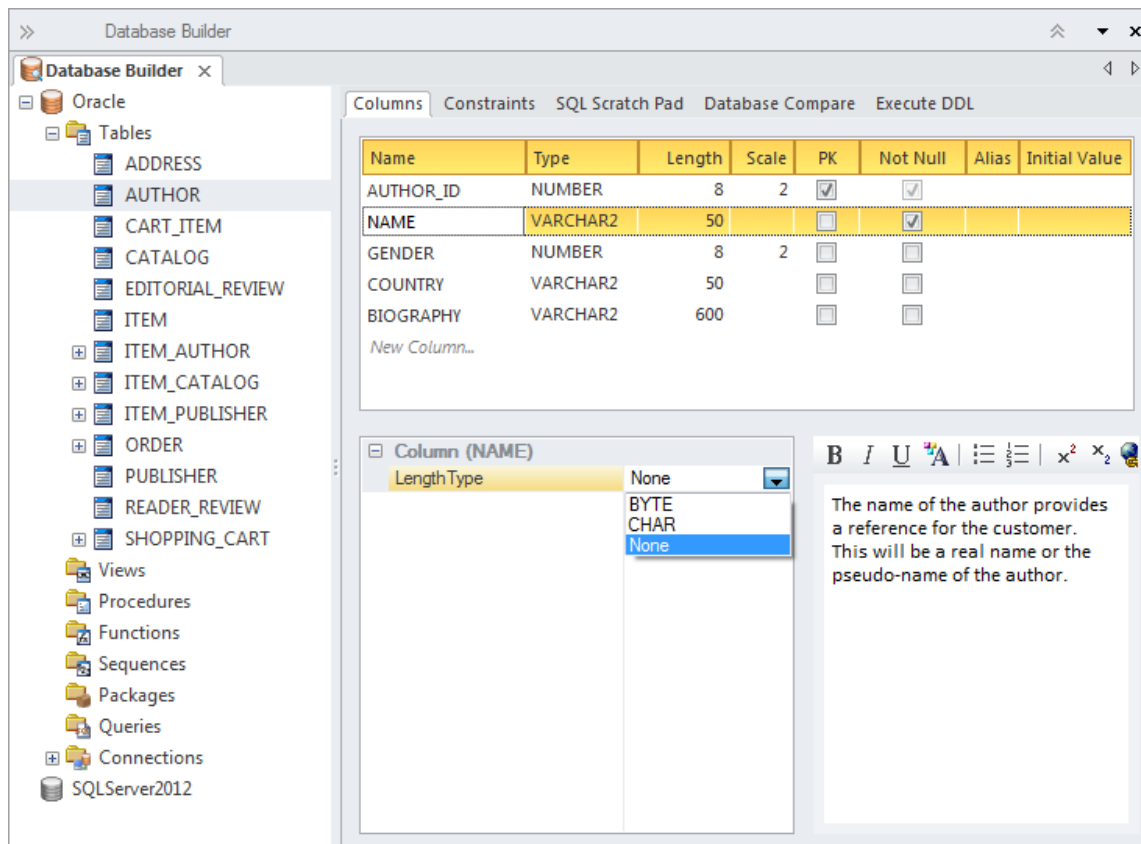 Database Builder
Database Builder
Oracle
Tables
ADDRESS
AUTHOR
CART_ITEM
CATALOG
EDITORIAL_REVIEW
ITEM
ITEM_AUTHOR
ITEM_CATALOG
ITEM_PUBLISHER
ORDER
PUBLISHER
READER_REVIEW
SHOPPING_CART
Views
Procedures
Functions
Sequences
Packages
Queries
Connections
SQLServer2012
Columns Constraints SQL Scratch Pad Database Compare Execute DDL
Name Type Length Scale PK Not Null Alias Initial Value
AUTHOR_ID NUMBER 8 2
NAME VARCHAR2 50
GENDER NUMBER 8 2
COUNTRY VARCHAR2 50
BIOGRAPHY VARCHAR2 600
New Column...
Column (NAME)
LengthType None
BYTE
CHAR
None
B I U A x² x₂
The name of the author provides
a reference for the customer.
This will be a real name or the
pseudo-name of the author.